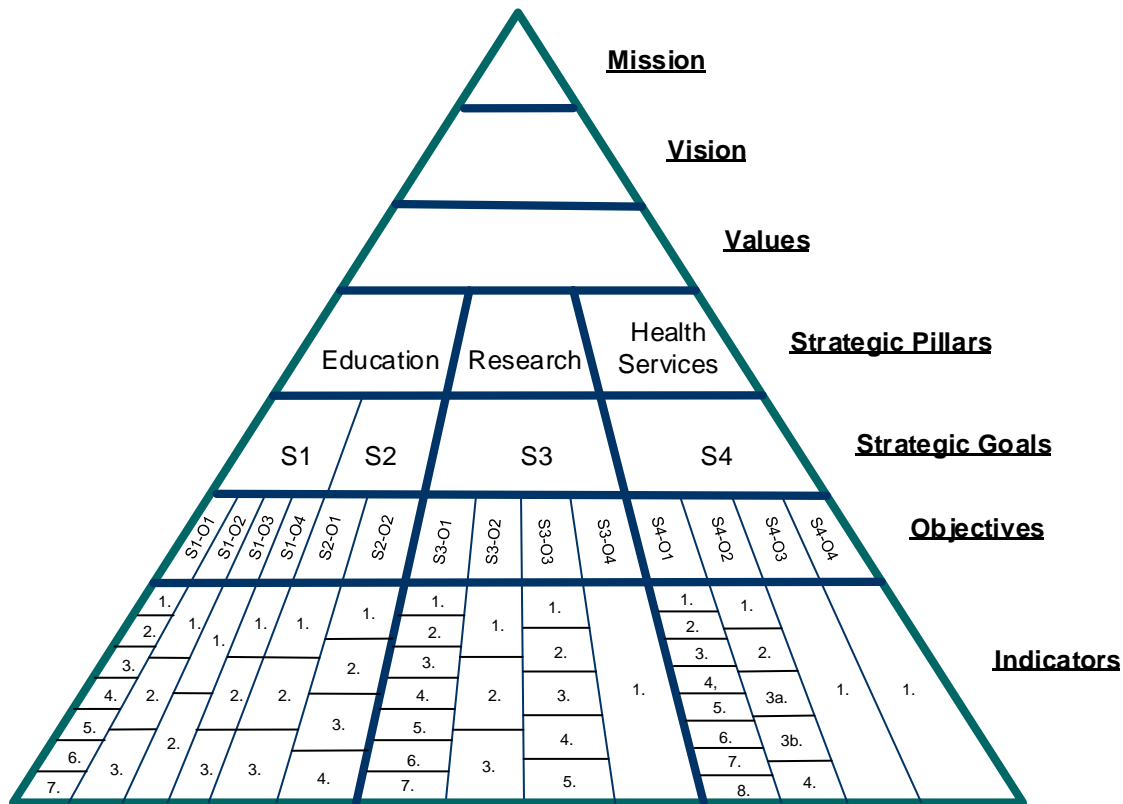 Mission
Vision
Values
Strategic Pillars
Education
Research
Health
Services
Strategic Goals
S1
S2
S3
S4
Objectives
S1-O1
S1-O2
S1-O3
S1-O4
S2-O1
S2-O2
S3-O1
S3-O2
S3-O3
S3-O4
S4-O1
S4-O2
S4-O3
S4-O4
Indicators
1.
2.
3.
4.
5.
6.
7.
1.
2.
3.
1.
2.
1.
2.
3.
1.
2.
3.
1.
2.
3.
4.
1.
2.
3.
4.
5.
6.
7.
1.
2.
3.
1.
2.
3.
4.
5.
1.
1.
2.
3.
4,
5.
6.
7.
8.
1.
2.
3a.
3b.
4.
1.
1.